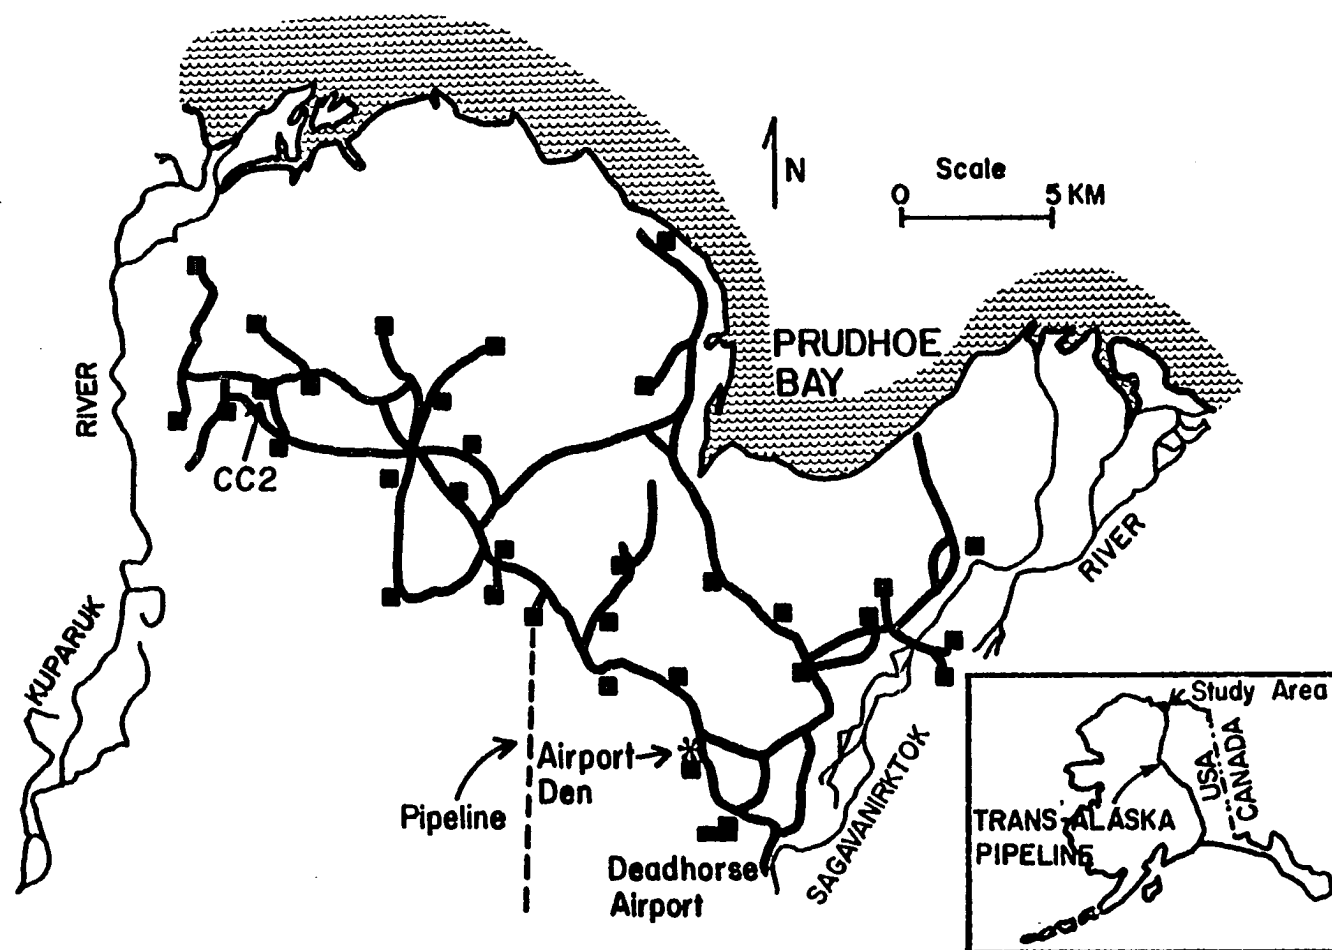 N
Scale
0 5 KM
PRUDHOE
BAY
RIVER
CC2
RIVER
KUPARUK
Study Area
USA
CANADA
Airport
Den
Pipeline
SAGAVANIRKTOK
TRANS ALASKA
PIPELINE
Deadhorse
Airport